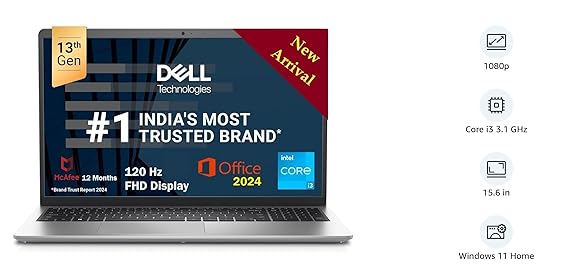 13th
Gen
New
Arrival
DELL
Technologies
#1 INDIA'S MOST
TRUSTED BRAND*
McAfee 12 Months
*Brand Trust Report 2024
120 Hz
FHD Display
Office
2024
intel
CORE
i3
1080p
Core i3 3.1 GHz
15.6 in
Windows 11 Home